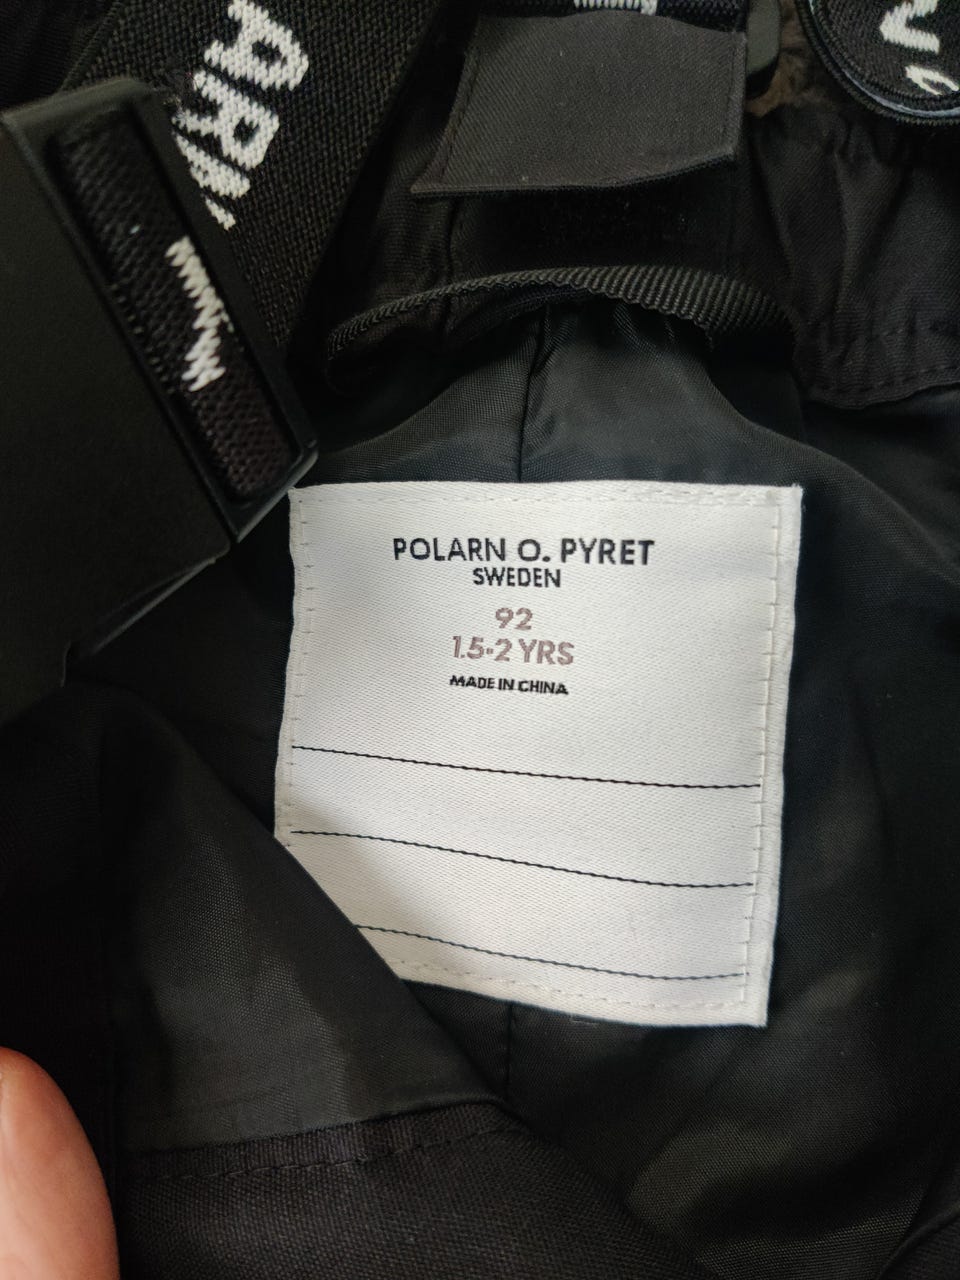 POLARN O. PYRET
SWEDEN
92
1.5-2 YRS
MADE IN CHINA